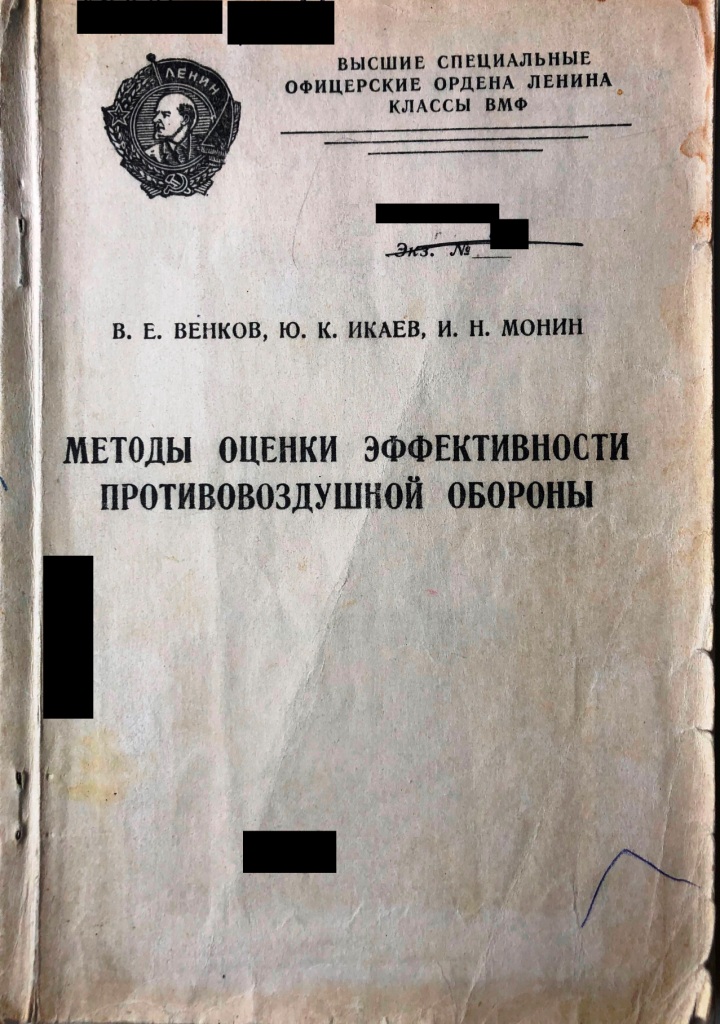 ЛЕНИН
ВЫСШИЕ СПЕЦИАЛЬНЫЕ
ОФИЦЕРСКИЕ ОРДЕНА ЛЕНИНА
КЛАССЫ ВМФ
Экз. №
В. Е. ВЕНКОВ, Ю. К. ИКАЕВ, И. Н. МОНИН
МЕТОДЫ ОЦЕНКИ ЭФФЕКТИВНОСТИ
ПРОТИВОВОЗДУШНОЙ ОБОРОНЫ